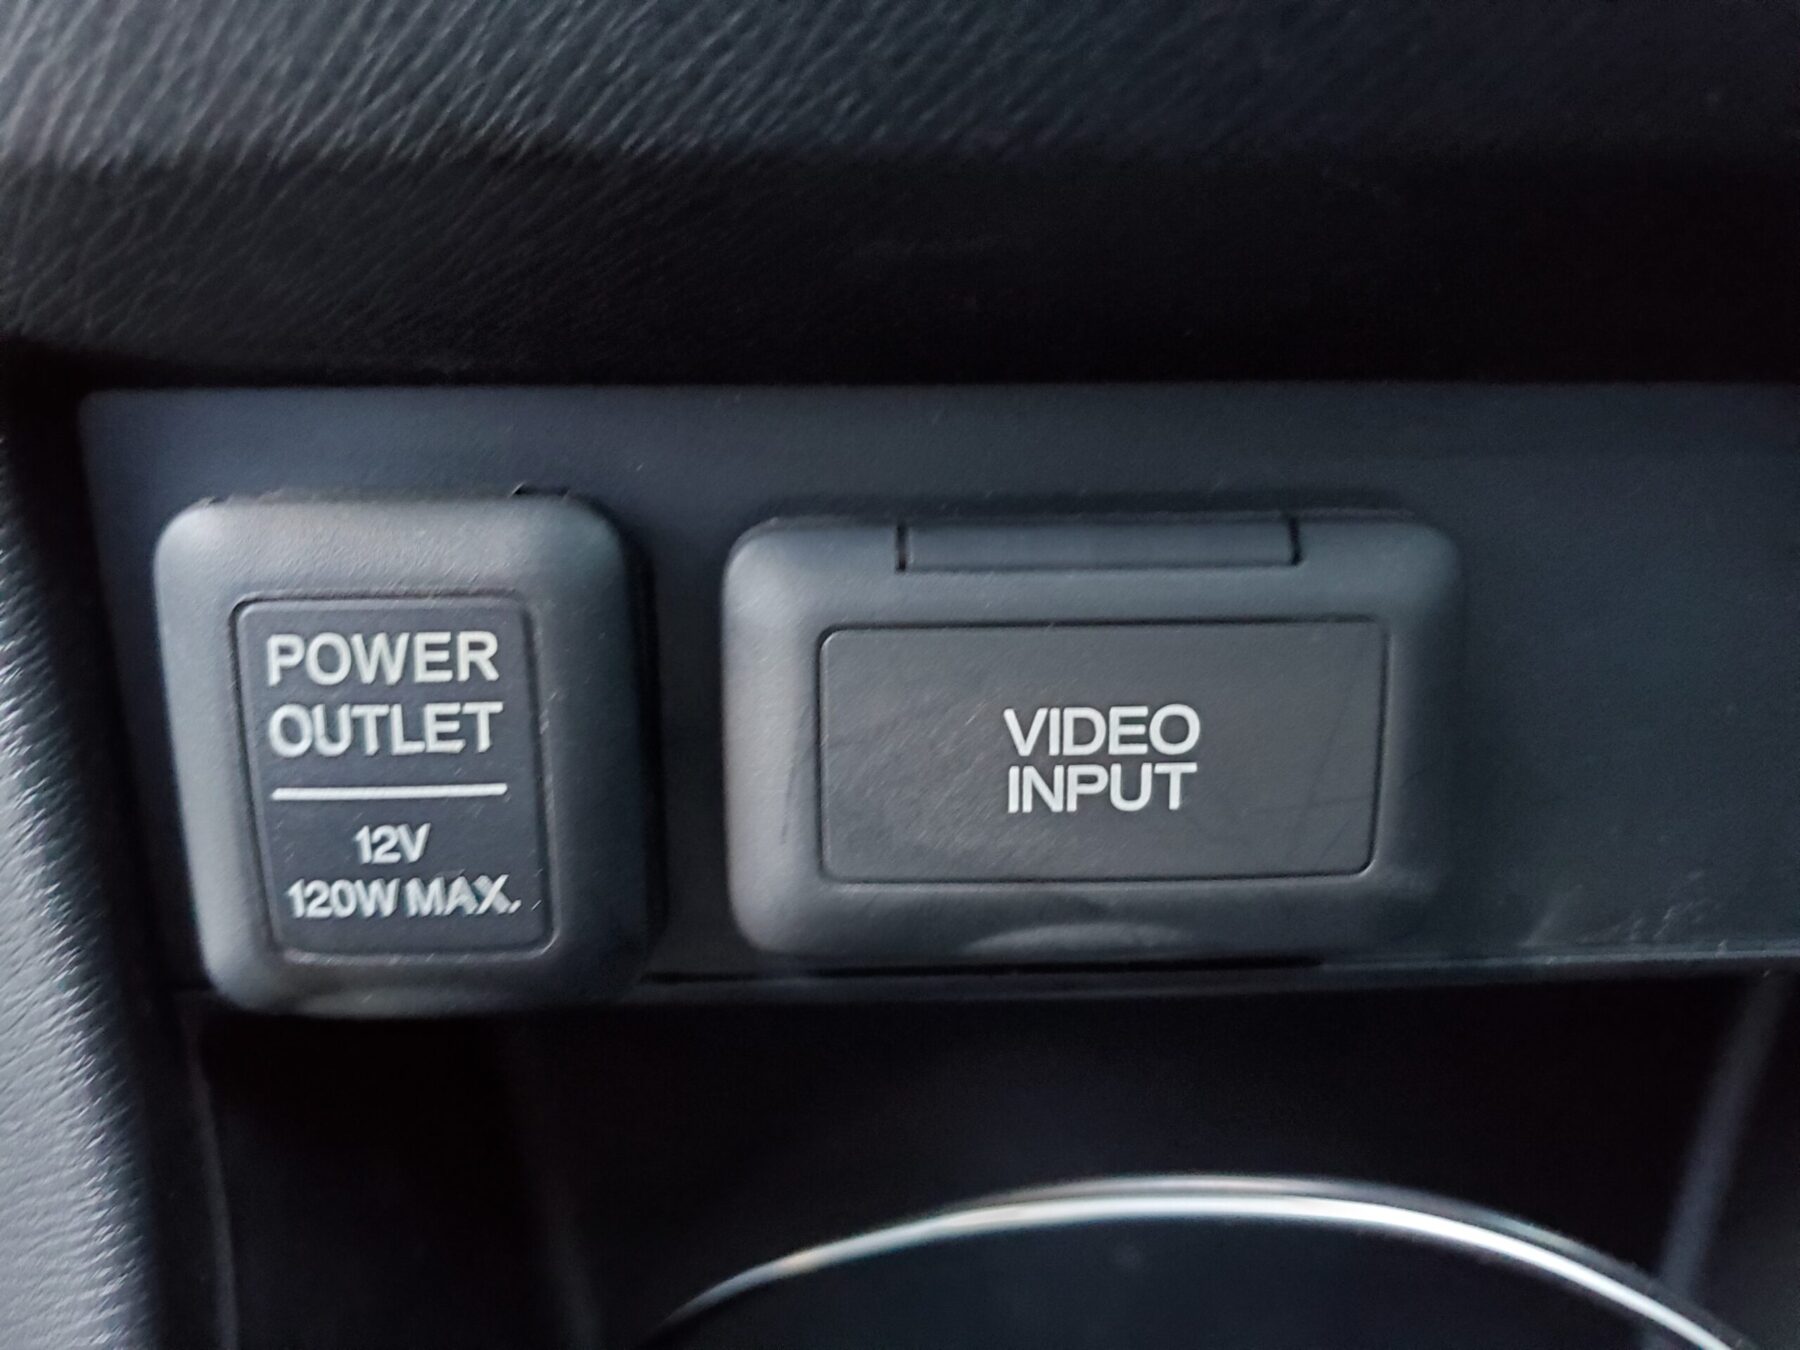 POWER
OUTLET
12V
120W MAX.
VIDEO
INPUT